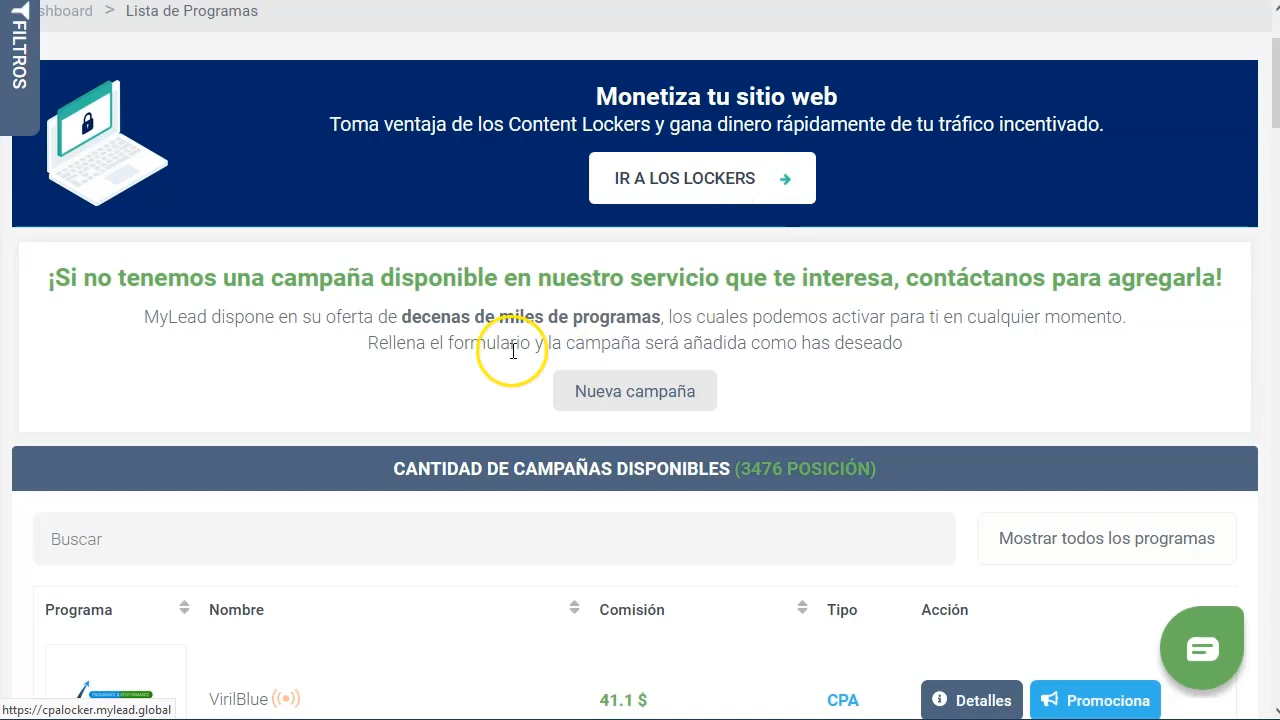 shboard > Lista de Programas
FILTROS
Monetiza tu sitio web
Toma ventaja de los Content Lockers y gana dinero rápidamente de tu tráfico incentivado.
IR A LOS LOCKERS
¡Si no tenemos una campaña disponible en nuestro servicio que te interesa, contáctanos para agregarla!
MyLead dispone en su oferta de decenas de miles de programas, los cuales podemos activar para ti en cualquier momento.
Rellena el formulario y la campaña será añadida como has deseado
Nueva campaña
CANTIDAD DE CAMPAÑAS DISPONIBLES (3476 POSICIÓN)
Buscar
Mostrar todos los programas
Programa Nombre Comisión Tipo Acción
VirilBlue 41.1 $ CPA Detalles Promociona
https://cpalocker.mylead.global